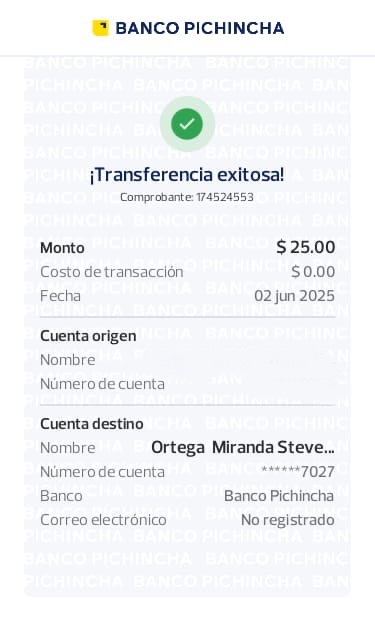 BANCO PICHINCHA
¡Transferencia exitosa!
Comprobante: 174524553
Monto $ 25.00
Costo de transacción $ 0.00
Fecha 02 jun 2025
Cuenta origen
Nombre
Número de cuenta
Cuenta destino
Nombre Ortega Miranda Steve...
Número de cuenta ******7027
Banco Banco Pichincha
Correo electrónico No registrado